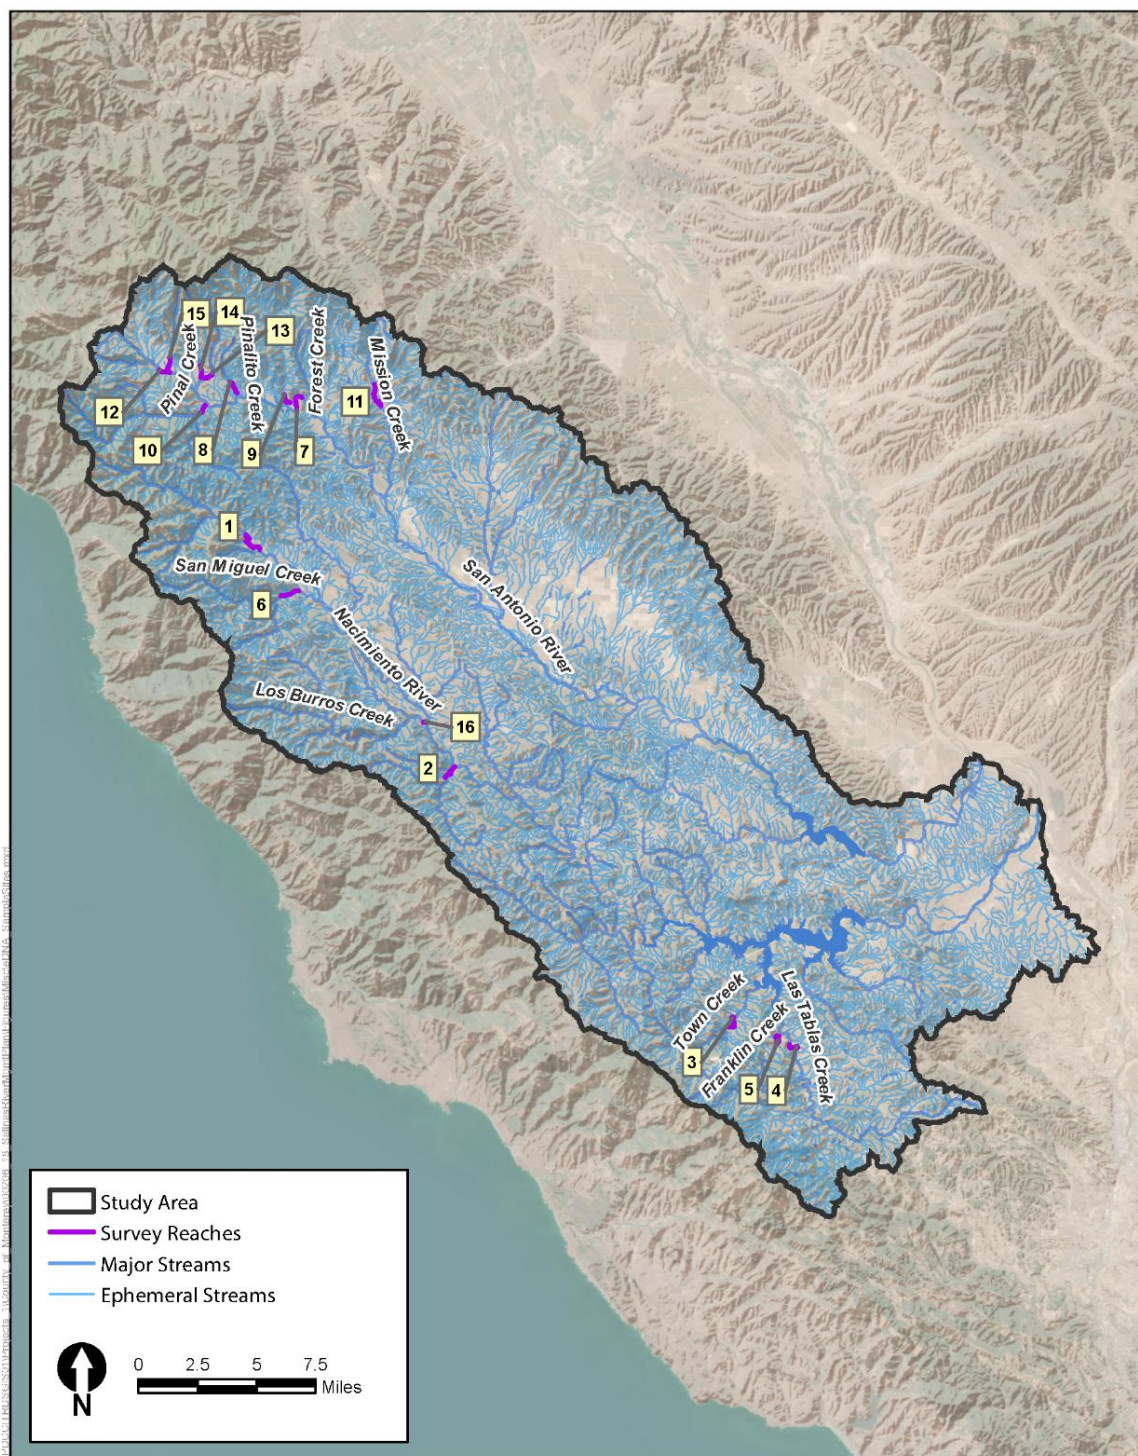 15
14
13
Pinal Creek
Pinalito Creek
Forest Creek
Mission Creek
12
11
10
8
9
7
1
San Miguel Creek
6
San Antonio River
Nacimiento River
Los Burros Creek
16
2
Town Creek
Franklin Creek
Las Tablas Creek
3
5
4
Study Area
Survey Reaches
Major Streams
Ephemeral Streams
0 2.5 5 7.5
Miles
N